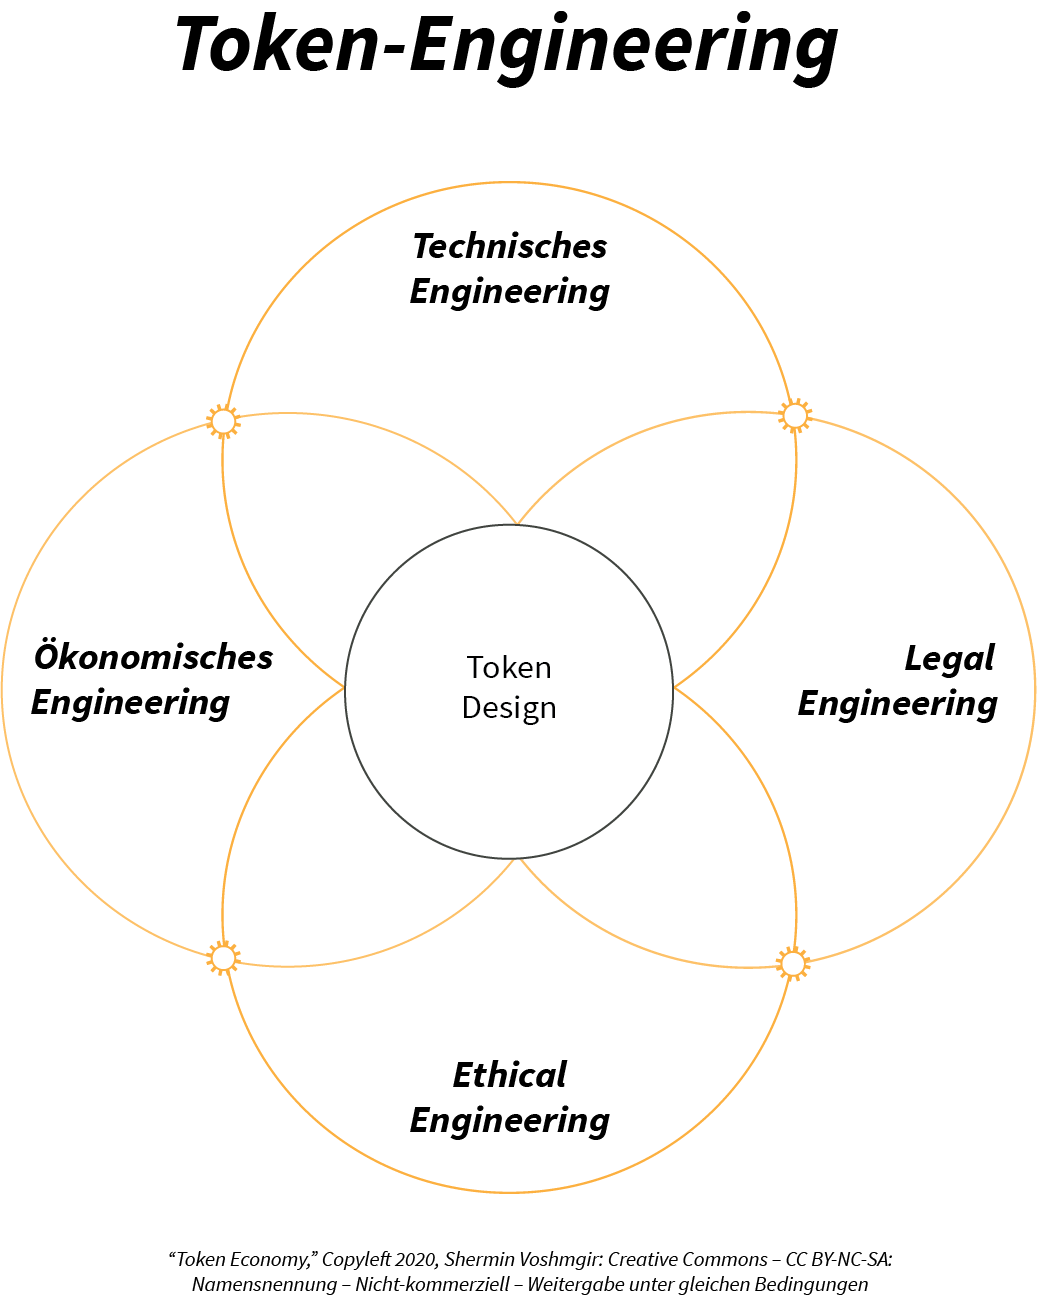 Token-Engineering
Technisches
Engineering
Ökonomisches
Engineering
Token
Design
Legal
Engineering
Ethical
Engineering
“Token Economy,” Copyleft 2020, Shermin Voshmgir: Creative Commons – CC BY-NC-SA:
Namensnennung – Nicht-kommerziell – Weitergabe unter gleichen Bedingungen